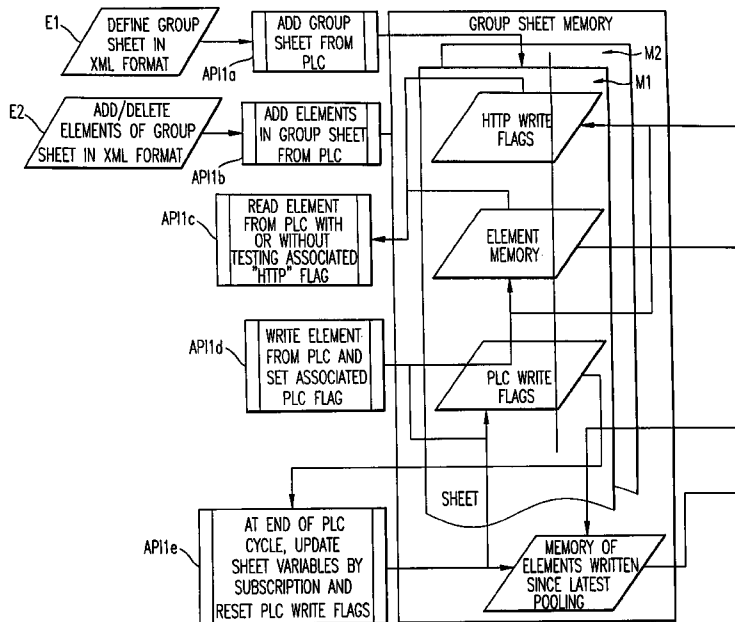 E1
DEFINE GROUP
SHEET IN
XML FORMAT
ADD GROUP
SHEET FROM
PLC
API1a
GROUP SHEET MEMORY
M2
M1
E2
ADD/DELETE
ELEMENTS OF GROUP
SHEET IN XML FORMAT
ADD ELEMENTS
IN GROUP SHEET
FROM PLC
API1b
HTTP WRITE
FLAGS
API1c
READ ELEMENT
FROM PLC WITH
OR WITHOUT
TESTING ASSOCIATED
"HTTP" FLAG
ELEMENT
MEMORY
API1d
WRITE ELEMENT
FROM PLC AND
SET ASSOCIATED
PLC FLAG
PLC WRITE
FLAGS
SHEET
API1e
AT END OF PLC
CYCLE, UPDATE
SHEET VARIABLES BY
SUBSCRIPTION AND
RESET PLC WRITE FLAGS
MEMORY OF
ELEMENTS WRITTEN
SINCE LATEST
POOLING